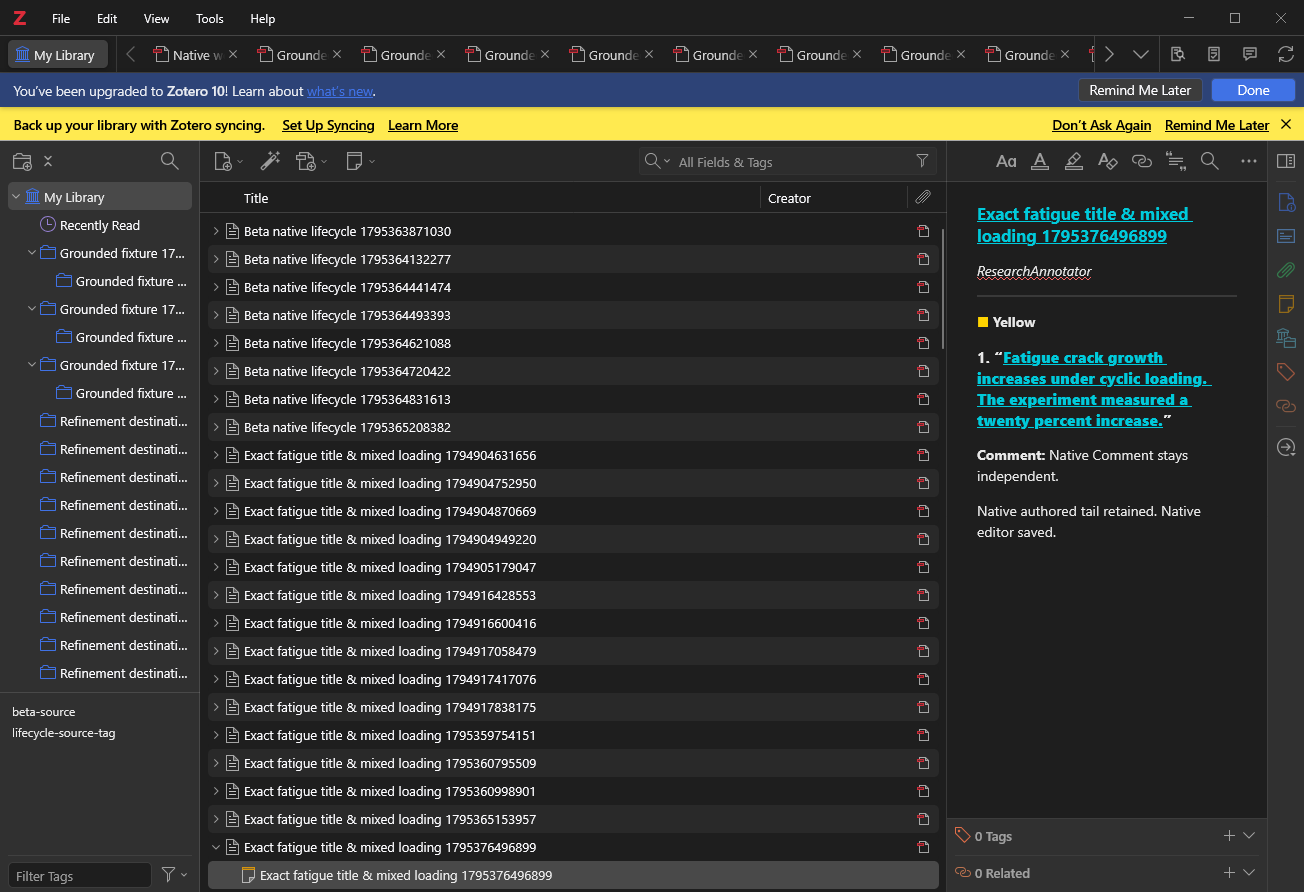 Z File Edit View Tools Help
My Library Native w Grounde Grounde Grounde Grounde Grounde Grounde Grounde Grounde
You've been upgraded to Zotero 10! Learn about what's new. Remind Me Later Done
Back up your library with Zotero syncing. Set Up Syncing Learn More Don't Ask Again Remind Me Later
All Fields & Tags
My Library
Recently Read
Grounded fixture 17...
Grounded fixture ...
Grounded fixture 17...
Grounded fixture ...
Grounded fixture 17...
Grounded fixture ...
Refinement destinati...
Refinement destinati...
Refinement destinati...
Refinement destinati...
Refinement destinati...
Refinement destinati...
Refinement destinati...
Refinement destinati...
Refinement destinati...
Refinement destinati...
beta-source
lifecycle-source-tag
Filter Tags
Title Creator
Beta native lifecycle 1795363871030
Beta native lifecycle 1795364132277
Beta native lifecycle 1795364441474
Beta native lifecycle 1795364493393
Beta native lifecycle 1795364621088
Beta native lifecycle 1795364720422
Beta native lifecycle 1795364831613
Beta native lifecycle 1795365208382
Exact fatigue title & mixed loading 1794904631656
Exact fatigue title & mixed loading 1794904752950
Exact fatigue title & mixed loading 1794904870669
Exact fatigue title & mixed loading 1794904949220
Exact fatigue title & mixed loading 1794905179047
Exact fatigue title & mixed loading 1794916428553
Exact fatigue title & mixed loading 1794916600416
Exact fatigue title & mixed loading 1794917058479
Exact fatigue title & mixed loading 1794917417076
Exact fatigue title & mixed loading 1794917838175
Exact fatigue title & mixed loading 1795359754151
Exact fatigue title & mixed loading 1795360795509
Exact fatigue title & mixed loading 1795360998901
Exact fatigue title & mixed loading 1795365153957
Exact fatigue title & mixed loading 1795376496899
Exact fatigue title & mixed loading 1795376496899
Aa A
Exact fatigue title & mixed
loading 1795376496899
ResearchAnnotator
Yellow
1. “Fatigue crack growth
increases under cyclic loading.
The experiment measured a
twenty percent increase.”
Comment: Native Comment stays
independent.
Native authored tail retained. Native
editor saved.
0 Tags
0 Related